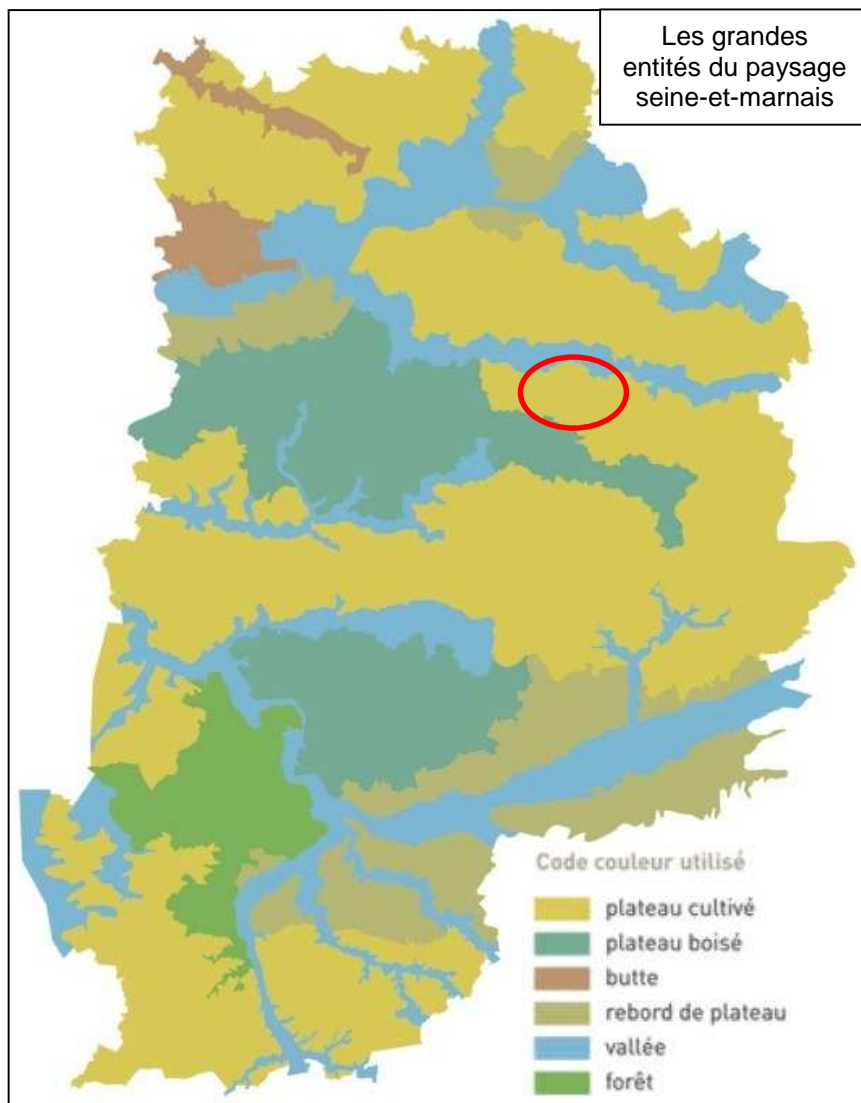 Les grandes
entités du paysage
seine-et-marnais
Code couleur utilisé
plateau cultivé
plateau boisé
butte
rebord de plateau
vallée
forêt